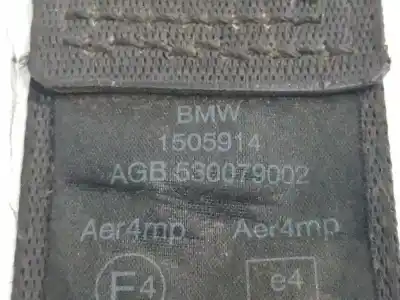 BMW
1505914
AGB 530079002
Aer4mp - Aer4mp
E4 e4